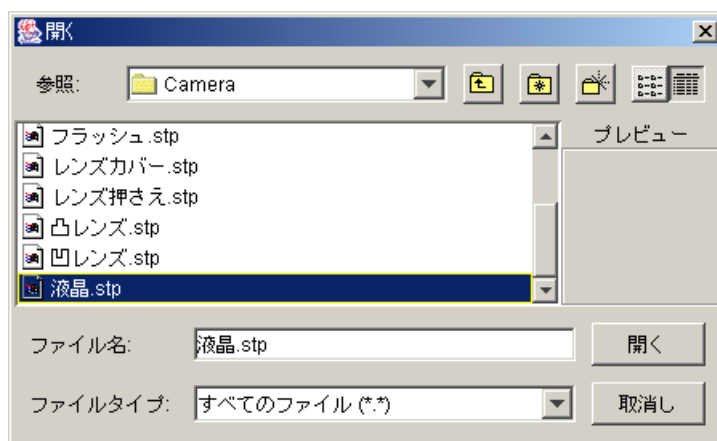 開く
参照: Camera
フラッシュ.stp
レンズカバー.stp
レンズ押さえ.stp
凸レンズ.stp
凹レンズ.stp
液晶.stp
プレビュー
ファイル名: 液晶.stp 開く
ファイルタイプ: すべてのファイル (*.*) 取消し